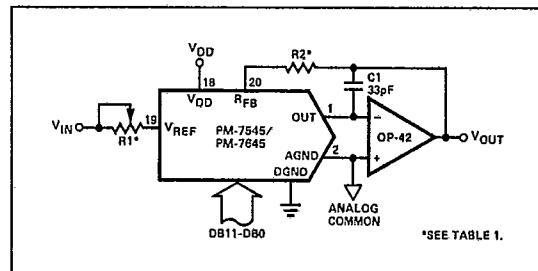 VDD
18
VDD
20
RFB
R2*
C1
33pF
VIN
R1*
19
VREF
PM-7545/
PM-7645
OUT
1
AGND
2
DGND
DB11-DB0
−
+
OP-42
VOUT
ANALOG
COMMON
*SEE TABLE 1.